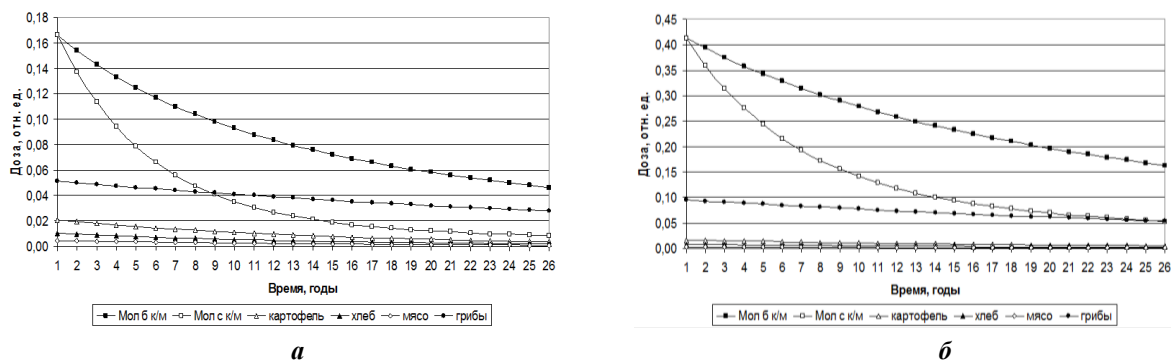 0,18
0,16
0,14
0,12
0,10
0,08
0,06
0,04
0,02
0,00
Доза, отн. ед.
1 2 3 4 5 6 7 8 9 10 11 12 13 14 15 16 17 18 19 20 21 22 23 24 25 26
Время, годы
Мол б к/м Мол с к/м картофель хлеб мясо грибы
а
0,45
0,40
0,35
0,30
0,25
0,20
0,15
0,10
0,05
0,00
Доза, отн. ед.
1 2 3 4 5 6 7 8 9 10 11 12 13 14 15 16 17 18 19 20 21 22 23 24 25 26
Время, годы
Мол б к/м Мол с к/м картофель хлеб мясо грибы
б